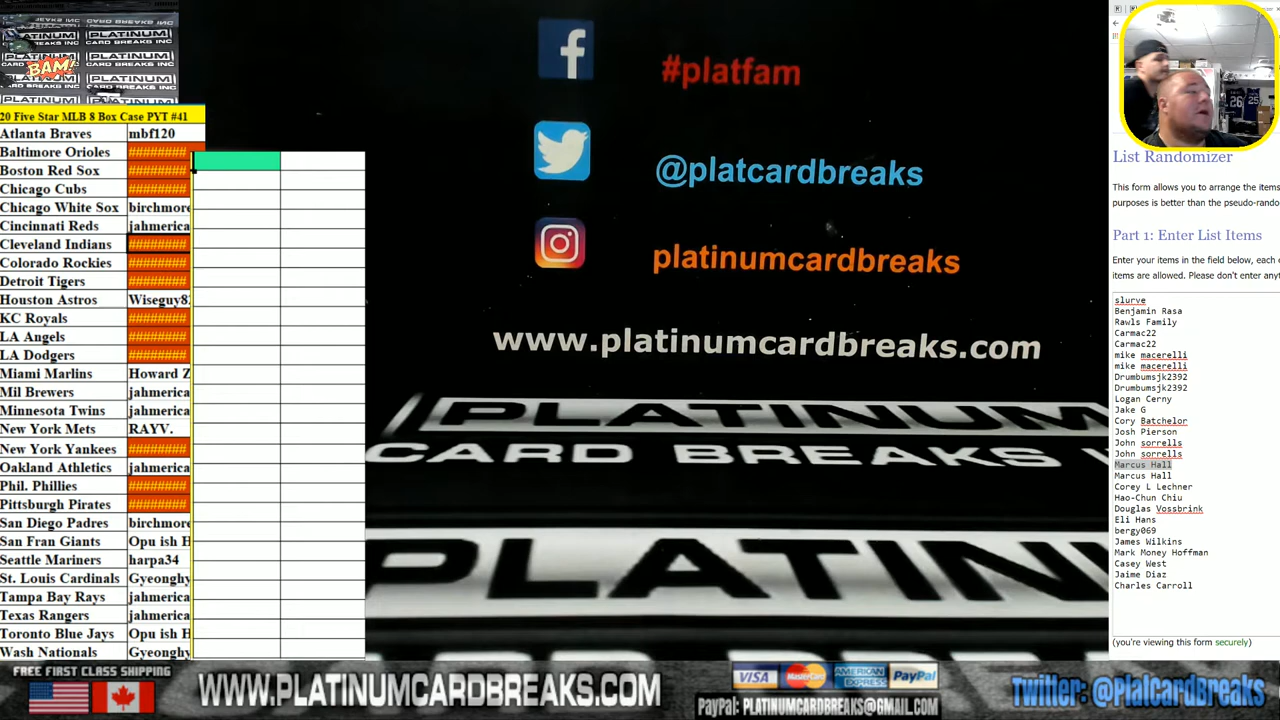 PLATINUM
CARD BREAKS INC
BAM!
20 Five Star MLB 8 Box Case PYT #41
Atlanta Braves mbf120
Baltimore Orioles ########
Boston Red Sox ########
Chicago Cubs ########
Chicago White Sox birchmore
Cincinnati Reds jahmerica
Cleveland Indians ########
Colorado Rockies ########
Detroit Tigers ########
Houston Astros Wiseguy8
KC Royals ########
LA Angels ########
LA Dodgers ########
Miami Marlins Howard Z
Mil Brewers jahmerica
Minnesota Twins jahmerica
New York Mets RAYV.
New York Yankees ########
Oakland Athletics jahmerica
Phil. Phillies ########
Pittsburgh Pirates ########
San Diego Padres birchmore
San Fran Giants Opu ish H
Seattle Mariners harpa34
St. Louis Cardinals Gyeonghy
Tampa Bay Rays jahmerica
Texas Rangers jahmerica
Toronto Blue Jays Opu ish H
Wash Nationals Gyeonghy
#platfam
@platcardbreaks
platinumcardbreaks
www.platinumcardbreaks.com
PLATINUM
CARD BREAKS
PLATIN
26
25
List Randomizer
This form allows you to arrange the items
purposes is better than the pseudo-rando
Part 1: Enter List Items
Enter your items in the field below, each
items are allowed. Please don't enter any
slurve
Benjamin Rasa
Rawls Family
Carmac22
Carmac22
mike macerelli
mike macerelli
Drumbumsjk2392
Drumbumsjk2392
Logan Cerny
Jake G
Cory Batchelor
Josh Pierson
John sorrells
John sorrells
Marcus Hall
Marcus Hall
Corey L Lechner
Hao-Chun Chiu
Douglas Vossbrink
Eli Hans
bergy069
James Wilkins
Mark Money Hoffman
Casey West
Jaime Diaz
Charles Carroll
(you're viewing this form securely)
FREE FIRST CLASS SHIPPING
WWW.PLATINUMCARDBREAKS.COM
VISA MasterCard AMERICAN EXPRESS PayPal
PAYPAL: PLATINUMCARDBREAKS@GMAIL.COM
Twitter: @PlatCardBreaks